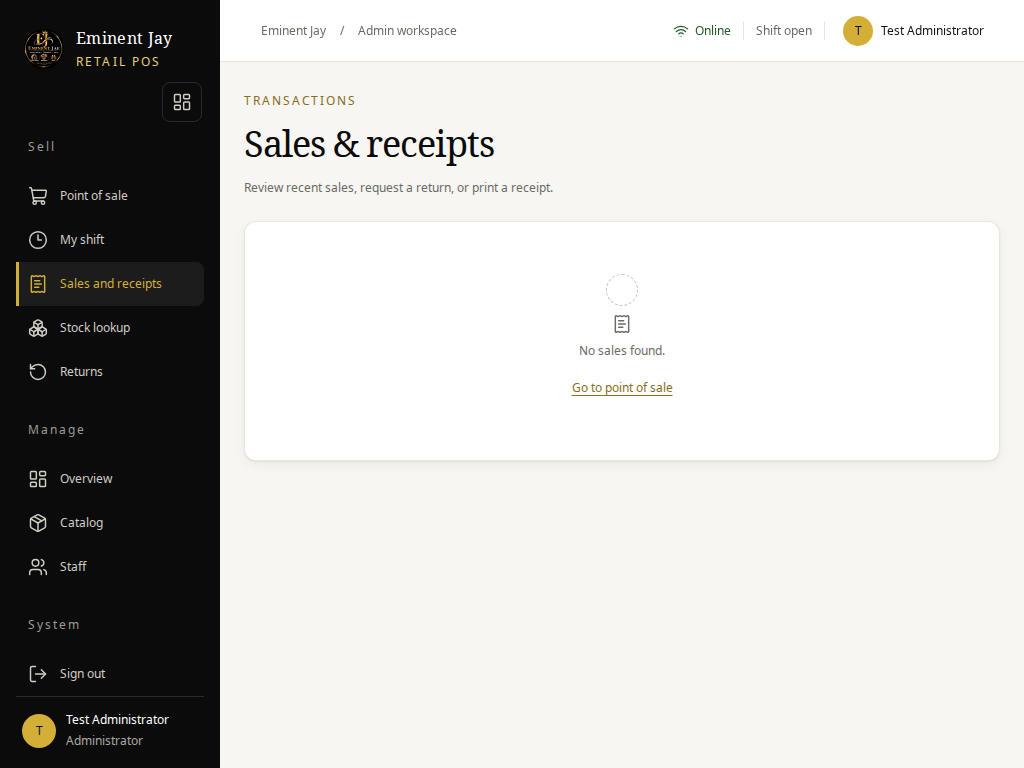 Eminent Jay
RETAIL POS
Sell
Point of sale
My shift
Sales and receipts
Stock lookup
Returns
Manage
Overview
Catalog
Staff
System
Sign out
T
Test Administrator
Administrator
Eminent Jay / Admin workspace
Online
Shift open
T
Test Administrator
TRANSACTIONS
Sales & receipts
Review recent sales, request a return, or print a receipt.
No sales found.
Go to point of sale